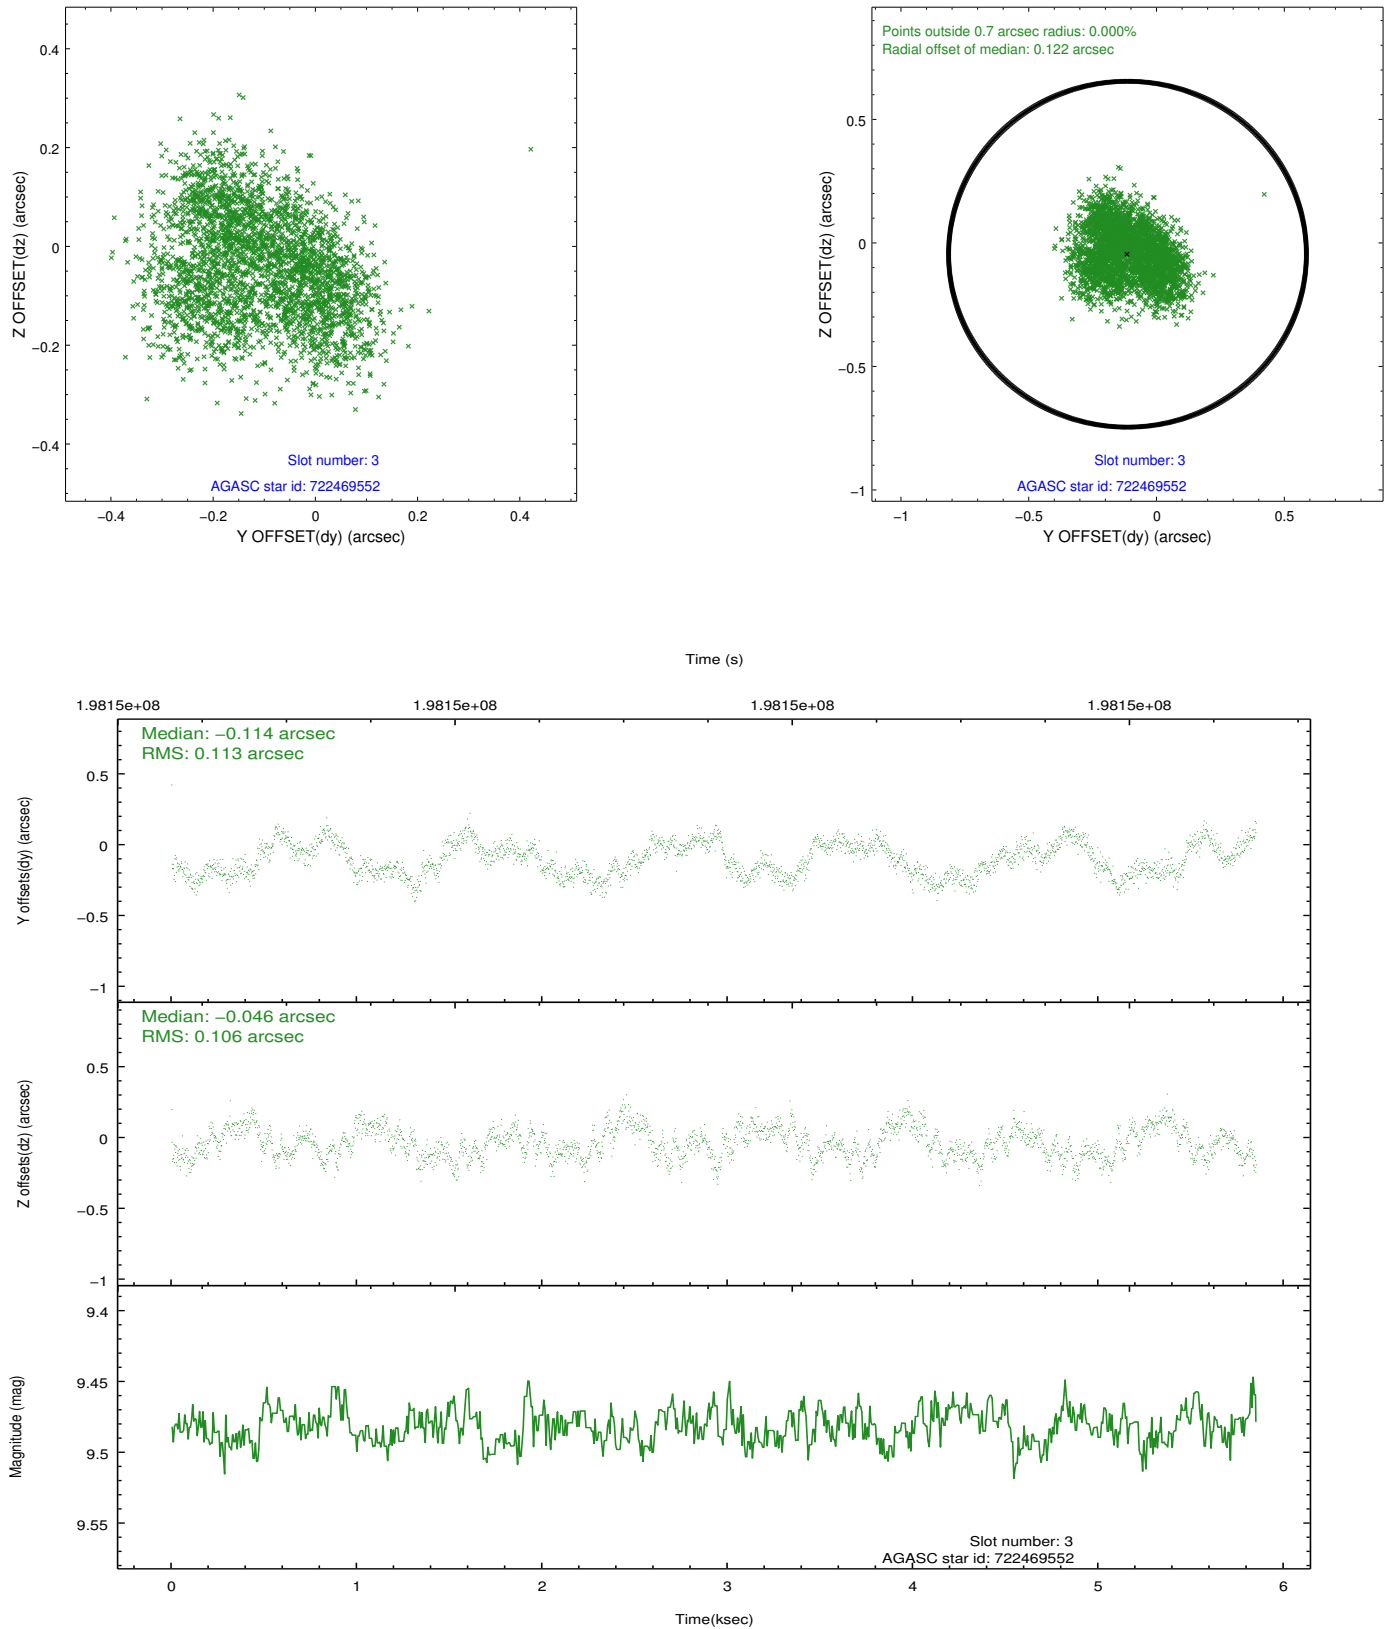 0.4
0.2
0
−0.2
−0.4
Z OFFSET(dz) (arcsec)
Slot number: 3
AGASC star id: 722469552
−0.4 −0.2 0 0.2 0.4
Y OFFSET(dy) (arcsec)
Points outside 0.7 arcsec radius: 0.000%
Radial offset of median: 0.122 arcsec
0.5
0
−0.5
−1
Z OFFSET(dz) (arcsec)
Slot number: 3
AGASC star id: 722469552
−1 −0.5 0 0.5
Y OFFSET(dy) (arcsec)
Time (s)
1.9815e+08 1.9815e+08 1.9815e+08 1.9815e+08
Median: −0.114 arcsec
RMS: 0.113 arcsec
0.5
0
−0.5
−1
Y offsets(dy) (arcsec)
Median: −0.046 arcsec
RMS: 0.106 arcsec
0.5
0
−0.5
−1
Z offsets(dz) (arcsec)
9.4
9.45
9.5
9.55
Magnitude (mag)
Slot number: 3
AGASC star id: 722469552
0 1 2 3 4 5 6
Time(ksec)